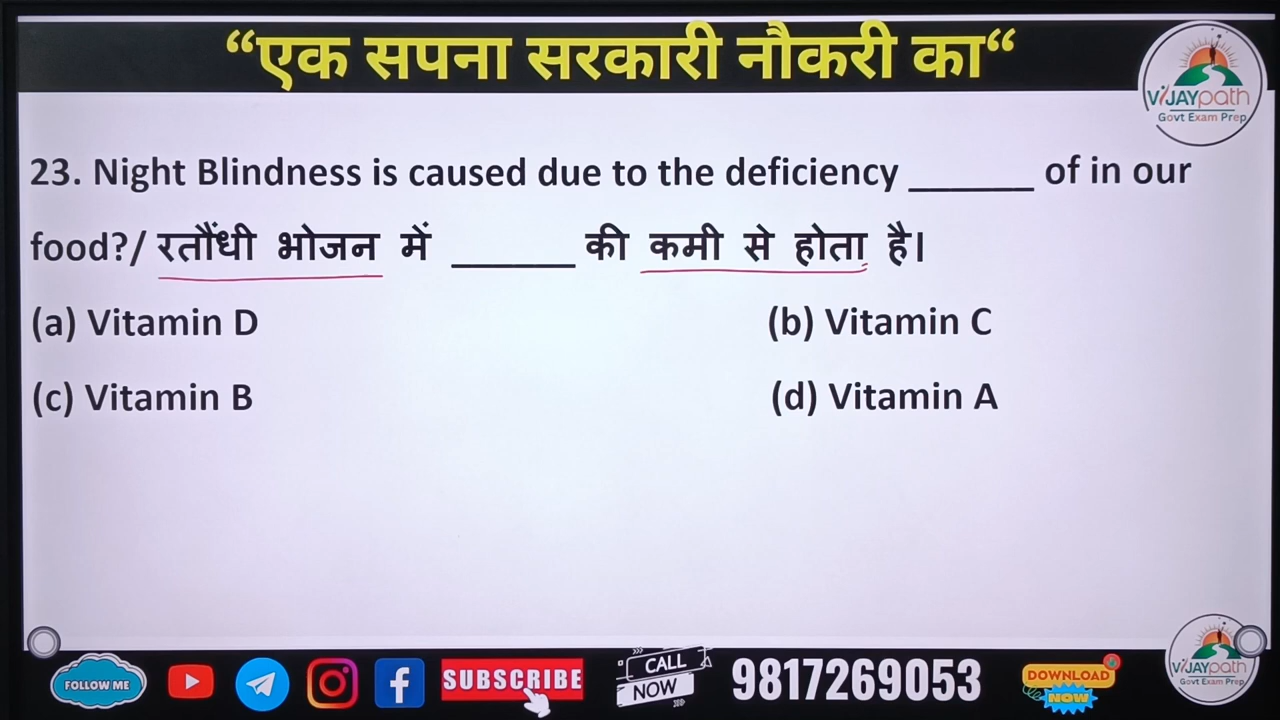 “एक सपना सरकारी नौकरी का“
VIJAYpath
Govt Exam Prep
23. Night Blindness is caused due to the deficiency ______ of in our
food?/ रतौंधी भोजन में ______ की कमी से होता है।
(a) Vitamin D
(b) Vitamin C
(c) Vitamin B
(d) Vitamin A
FOLLOW ME
SUBSCRIBE
CALL
NOW
9817269053
DOWNLOAD
NOW
VIJAYpath
Govt Exam Prep